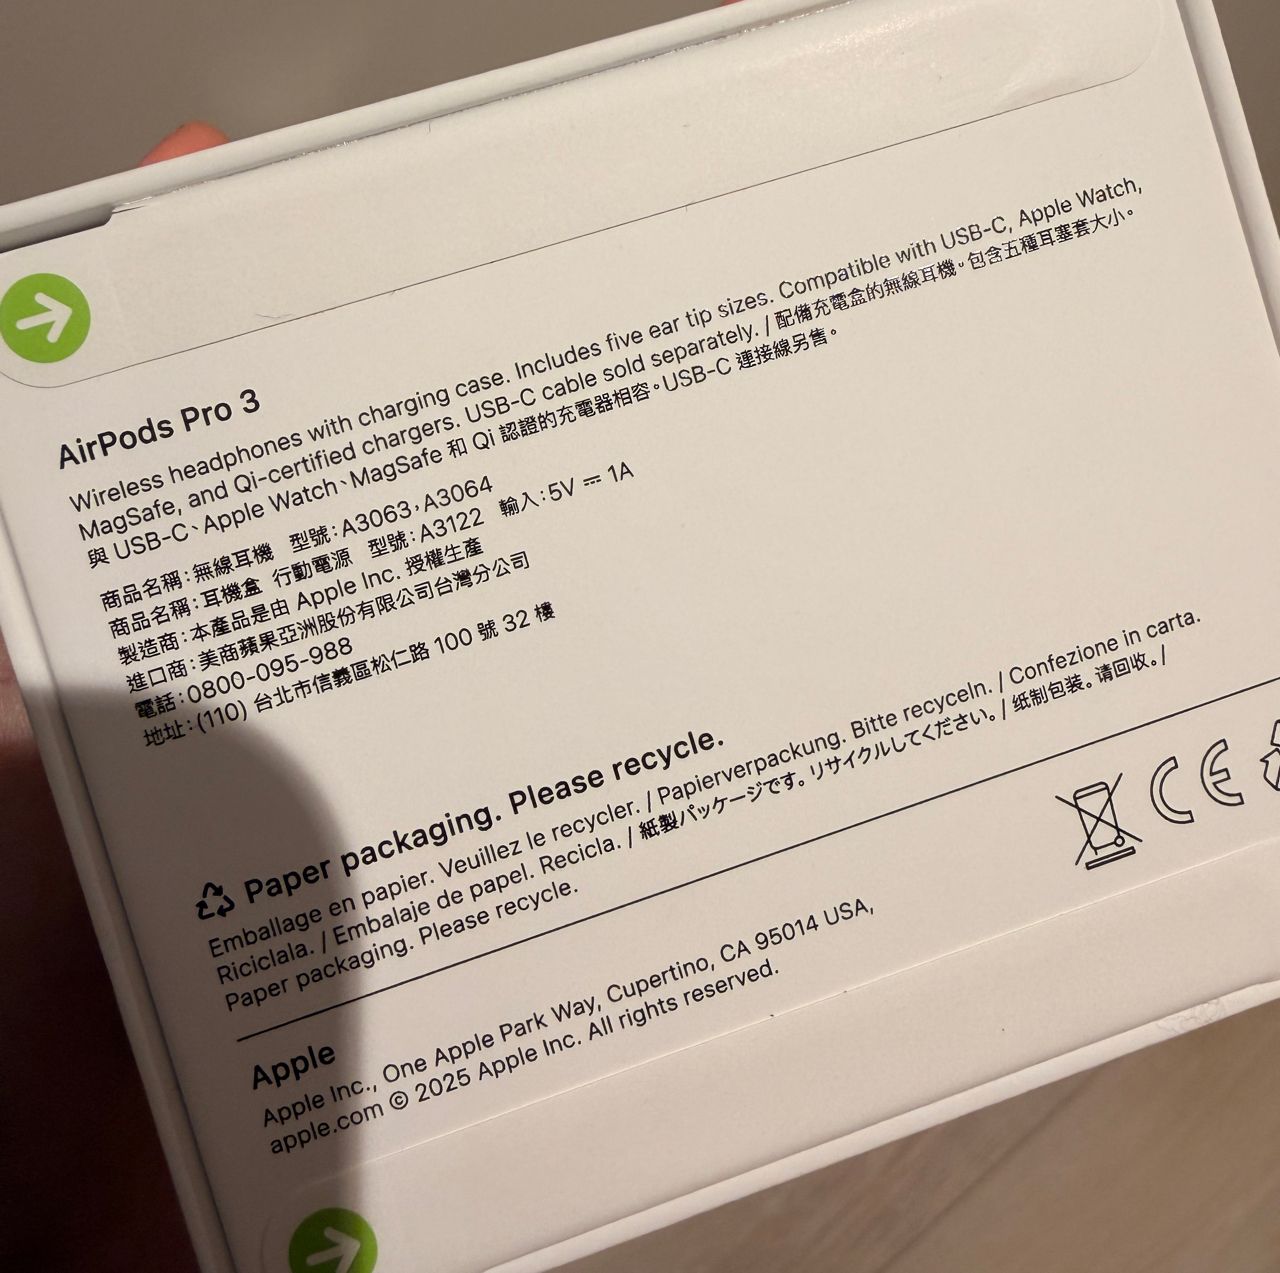 AirPods Pro 3
Wireless headphones with charging case. Includes five ear tip sizes. Compatible with USB-C, Apple Watch,
MagSafe, and Qi-certified chargers. USB-C cable sold separately. / 配備充電盒的無線耳機。包含五種耳塞套大小。
與 USB-C、Apple Watch、MagSafe 和 Qi 認證的充電器相容。USB-C 連接線另售。
商品名稱：無線耳機 型號：A3063，A3064
商品名稱：耳機盒 行動電源 型號：A3122 輸入：5V ⎓ 1A
製造商：本產品是由 Apple Inc. 授權生產
進口商：美商蘋果亞洲股份有限公司台灣分公司
電話：0800-095-988
地址：(110) 台北市信義區松仁路 100 號 32 樓
Paper packaging. Please recycle.
Emballage en papier. Veuillez le recycler. / Papierverpackung. Bitte recyceln. / Confezione in carta.
Riciclala. / Embalaje de papel. Recicla. / 紙製パッケージです。リサイクルしてください。/ 纸制包装。请回收。/
Paper packaging. Please recycle.
CE
Apple
Apple Inc., One Apple Park Way, Cupertino, CA 95014 USA,
apple.com © 2025 Apple Inc. All rights reserved.